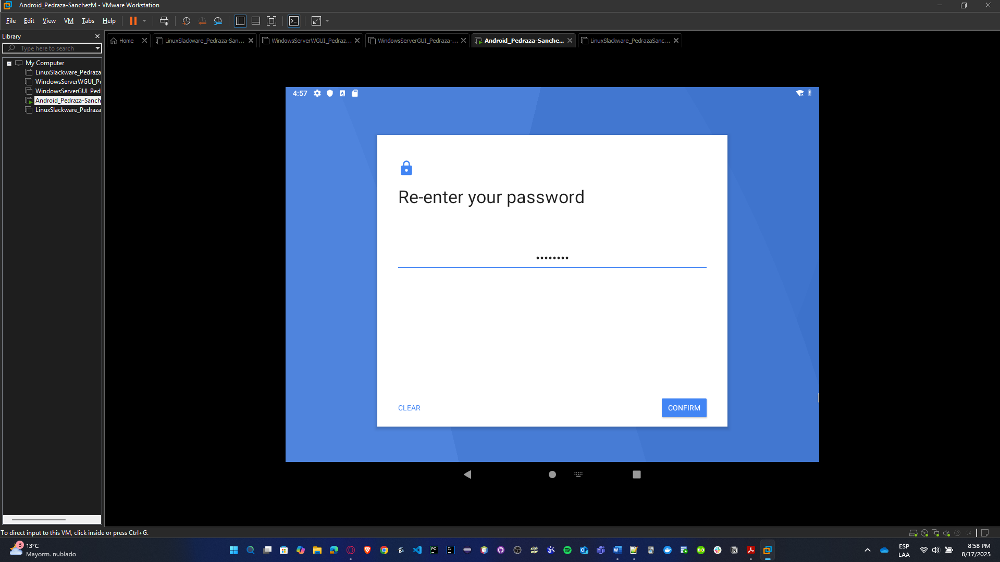 Android_Pedraza-SanchezM - VMware Workstation
File Edit View VM Tabs Help
Library
Type here to search
My Computer
LinuxSlackware_Pedraza
WindowsServerWGUI_Pe
WindowsServerGUI_Ped
Android_Pedraza-Sanch
LinuxSlackware_Pedraza
Home
LinuxSlackware_Pedraza-San...
WindowsServerWGUI_Pedraz...
WindowsServerGUI_Pedraza-...
Android_Pedraza-Sanche...
LinuxSlackware_PedrazaSanc...
4:57
Re-enter your password
••••••••
CLEAR
CONFIRM
To direct input to this VM, click inside or press Ctrl+G.
3
13°C
Mayorm. nublado
ESP
LAA
8:58 PM
8/17/2025